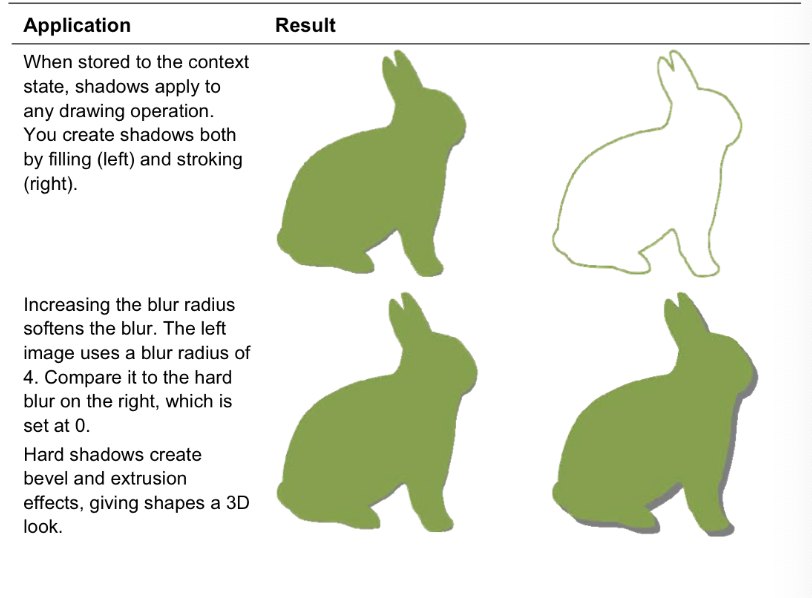 Application
Result
When stored to the context
state, shadows apply to
any drawing operation.
You create shadows both
by filling (left) and stroking
(right).
Increasing the blur radius
softens the blur. The left
image uses a blur radius of
4. Compare it to the hard
blur on the right, which is
set at 0.
Hard shadows create
bevel and extrusion
effects, giving shapes a 3D
look.